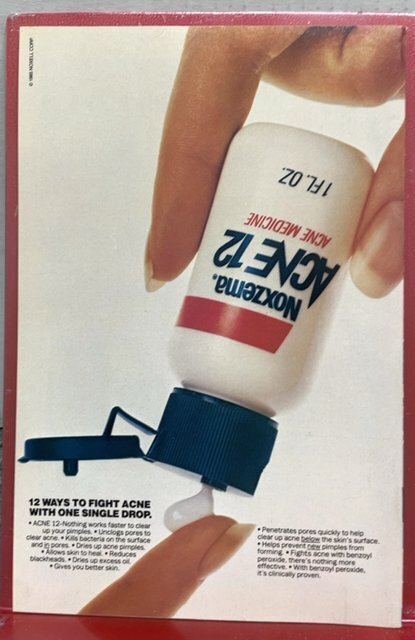 © 1985 NOXELL CORP.
1 FL. OZ.
ACNE MEDICINE
ACNE 12
Noxzema®
12 WAYS TO FIGHT ACNE
WITH ONE SINGLE DROP.
• ACNE 12-Nothing works faster to clear
up your pimples. • Unclogs pores to
clear acne. • Kills bacteria on the surface
and in pores. • Dries up acne pimples.
• Allows skin to heal. • Reduces
blackheads. • Dries up excess oil.
• Gives you better skin.
• Penetrates pores quickly to help
clear up acne below the skin's surface.
• Helps prevent new pimples from
forming. • Fights acne with benzoyl
peroxide, there's nothing more
effective. • With benzoyl peroxide,
it's clinically proven.